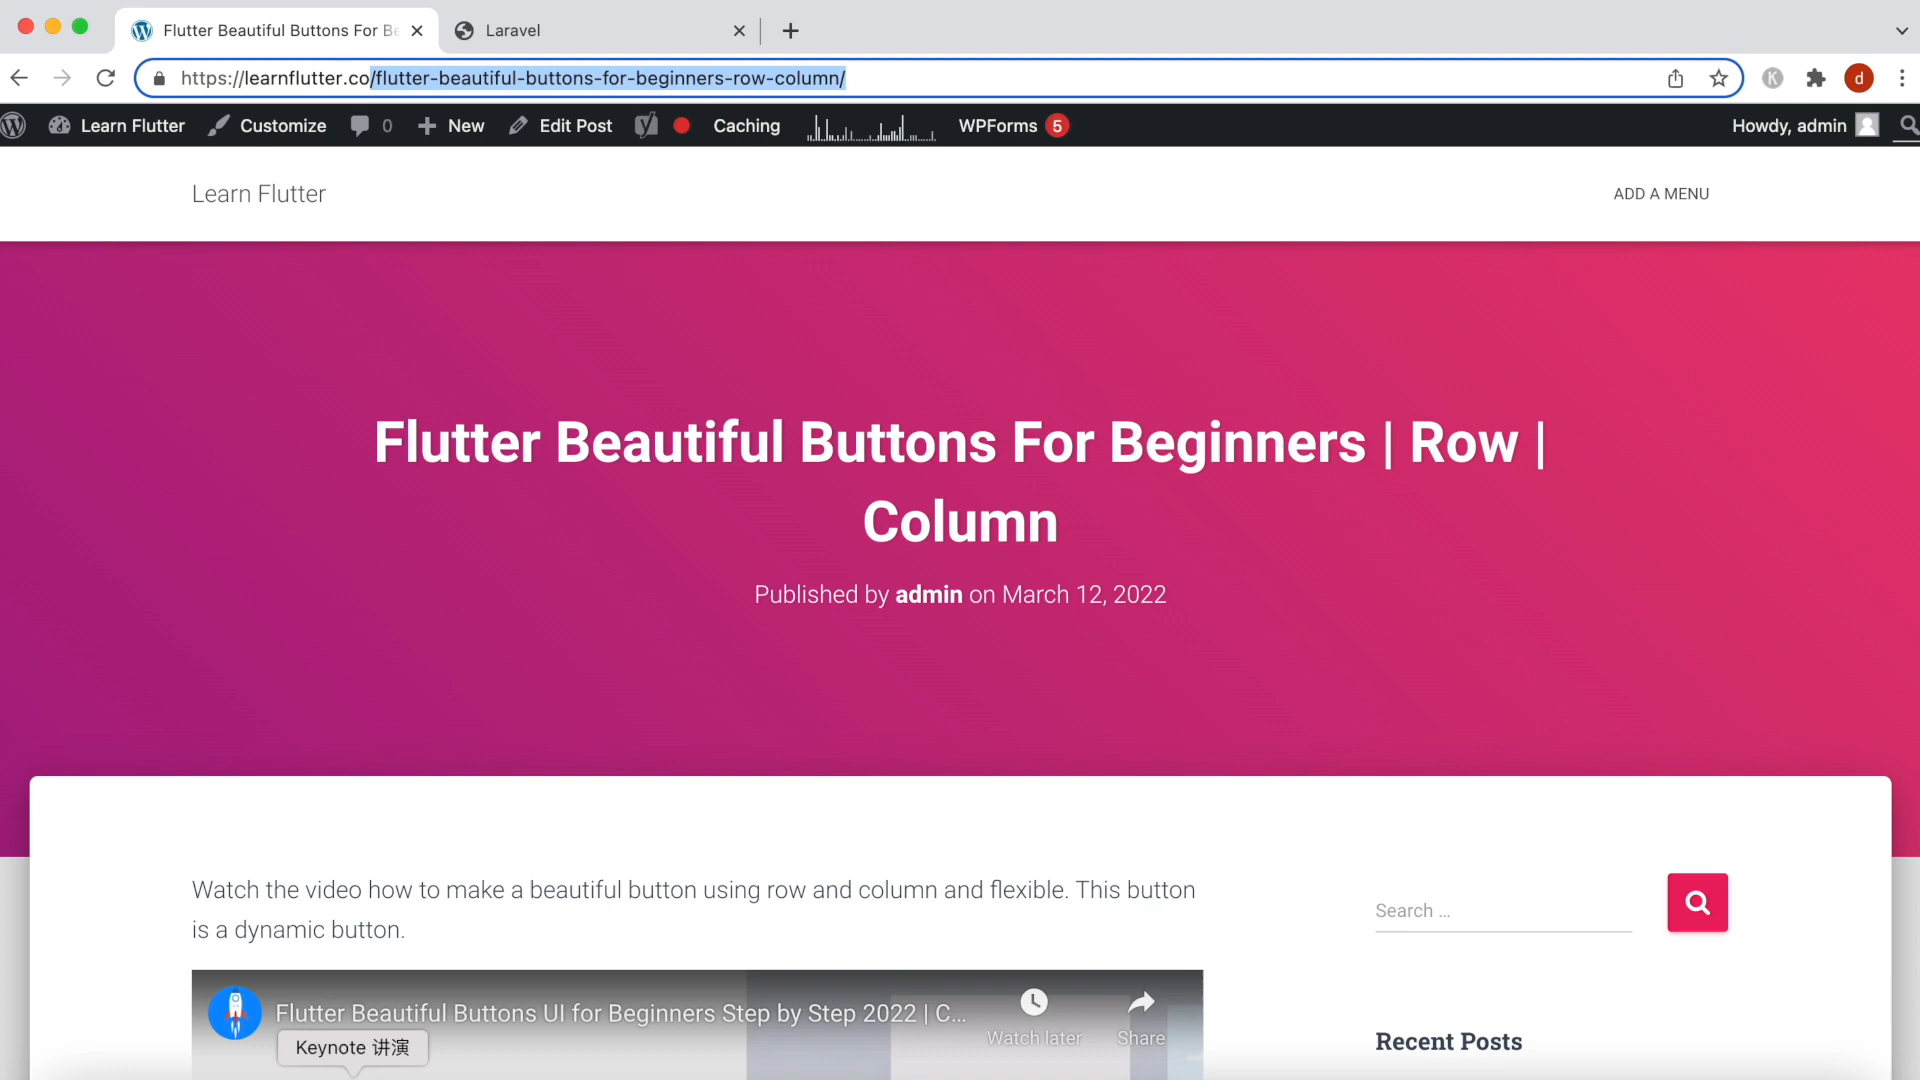 Flutter Beautiful Buttons For Be
Laravel
https://learnflutter.co/flutter-beautiful-buttons-for-beginners-row-column/
K
d
Learn Flutter
Customize
0
New
Edit Post
Caching
WPForms 5
Howdy, admin
Learn Flutter
ADD A MENU
Flutter Beautiful Buttons For Beginners | Row |
Column
Published by admin on March 12, 2022
Watch the video how to make a beautiful button using row and column and flexible. This button
is a dynamic button.
Search …
Flutter Beautiful Buttons UI for Beginners Step by Step 2022 | C...
Watch later
Share
Keynote 讲演
Recent Posts